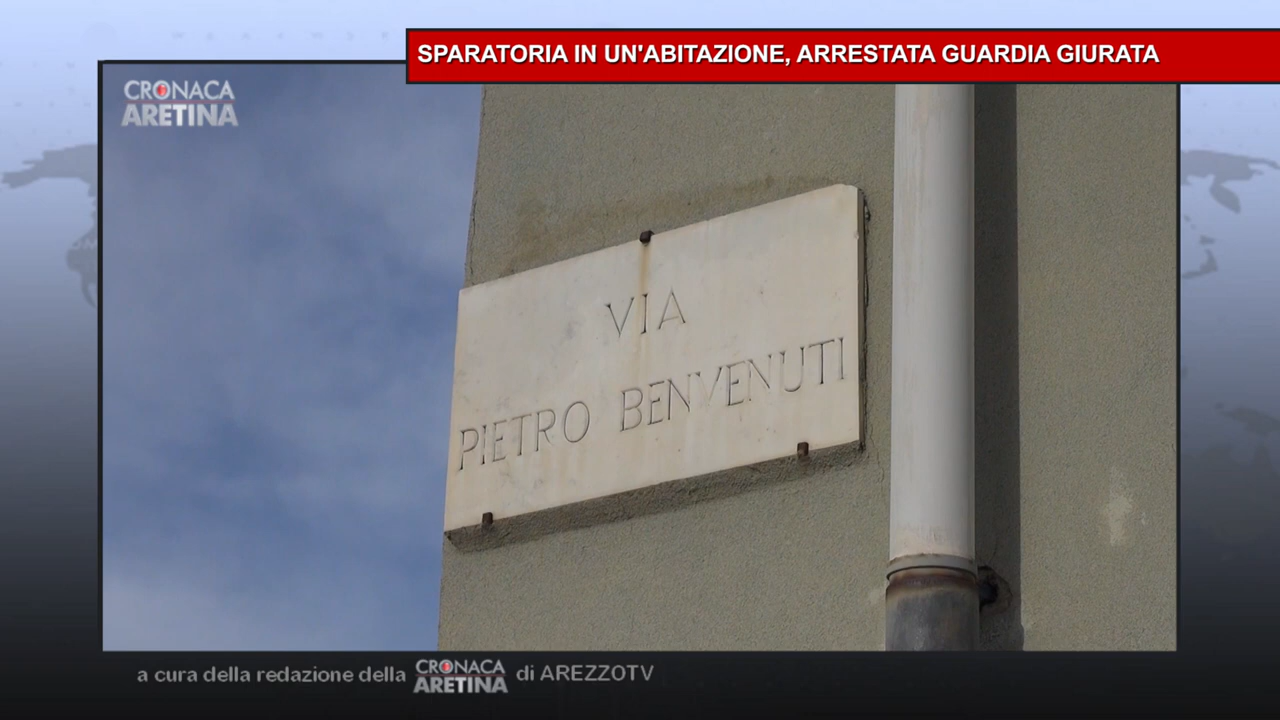 SPARATORIA IN UN'ABITAZIONE, ARRESTATA GUARDIA GIURATA
CRONACA
ARETINA
VIA
PIETRO BENVENUTI
a cura della redazione della CRONACA ARETINA di AREZZOTV